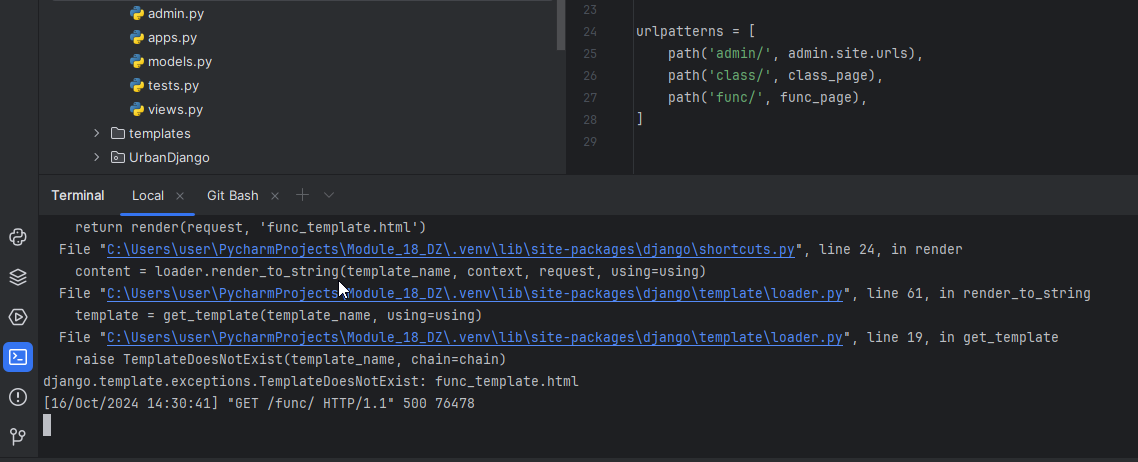 admin.py
apps.py
models.py
tests.py
views.py
templates
UrbanDjango
23
24 urlpatterns = [
25 path('admin/', admin.site.urls),
26 path('class/', class_page),
27 path('func/', func_page),
28 ]
29
Terminal Local × Git Bash × +
return render(request, 'func_template.html')
File "C:\Users\user\PycharmProjects\Module_18_DZ\.venv\lib\site-packages\django\shortcuts.py", line 24, in render
content = loader.render_to_string(template_name, context, request, using=using)
File "C:\Users\user\PycharmProjects\Module_18_DZ\.venv\lib\site-packages\django\template\loader.py", line 61, in render_to_string
template = get_template(template_name, using=using)
File "C:\Users\user\PycharmProjects\Module_18_DZ\.venv\lib\site-packages\django\template\loader.py", line 19, in get_template
raise TemplateDoesNotExist(template_name, chain=chain)
django.template.exceptions.TemplateDoesNotExist: func_template.html
[16/Oct/2024 14:30:41] "GET /func/ HTTP/1.1" 500 76478